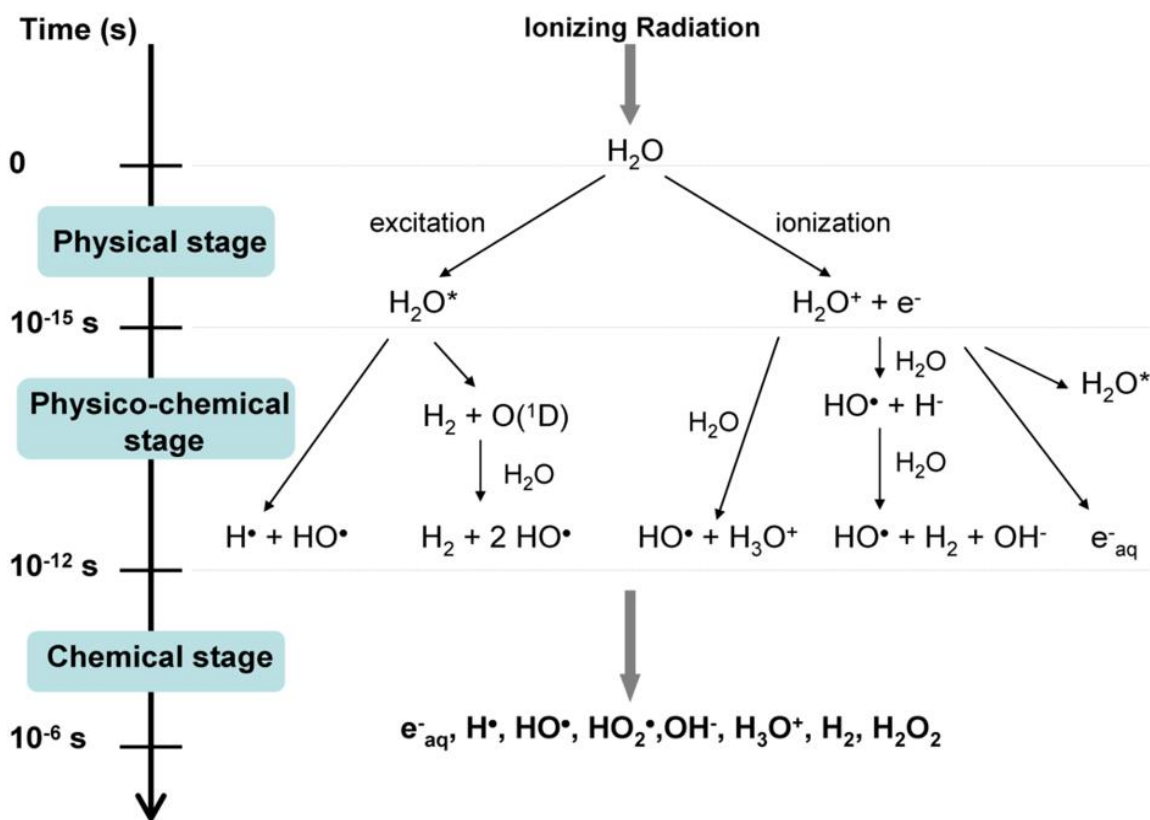 Time (s)
Ionizing Radiation
0
H₂O
excitation
ionization
Physical stage
H₂O*
H₂O⁺ + e⁻
10⁻¹⁵ s
H₂O
H₂O*
Physico-chemical
stage
H₂ + O(¹D)
H₂O
HO• + H⁻
H₂O
H₂O
H• + HO•
H₂ + 2 HO•
HO• + H₃O⁺
HO• + H₂ + OH⁻
e⁻aq
10⁻¹² s
Chemical stage
10⁻⁶ s
e⁻aq, H•, HO•, HO₂•,OH⁻, H₃O⁺, H₂, H₂O₂